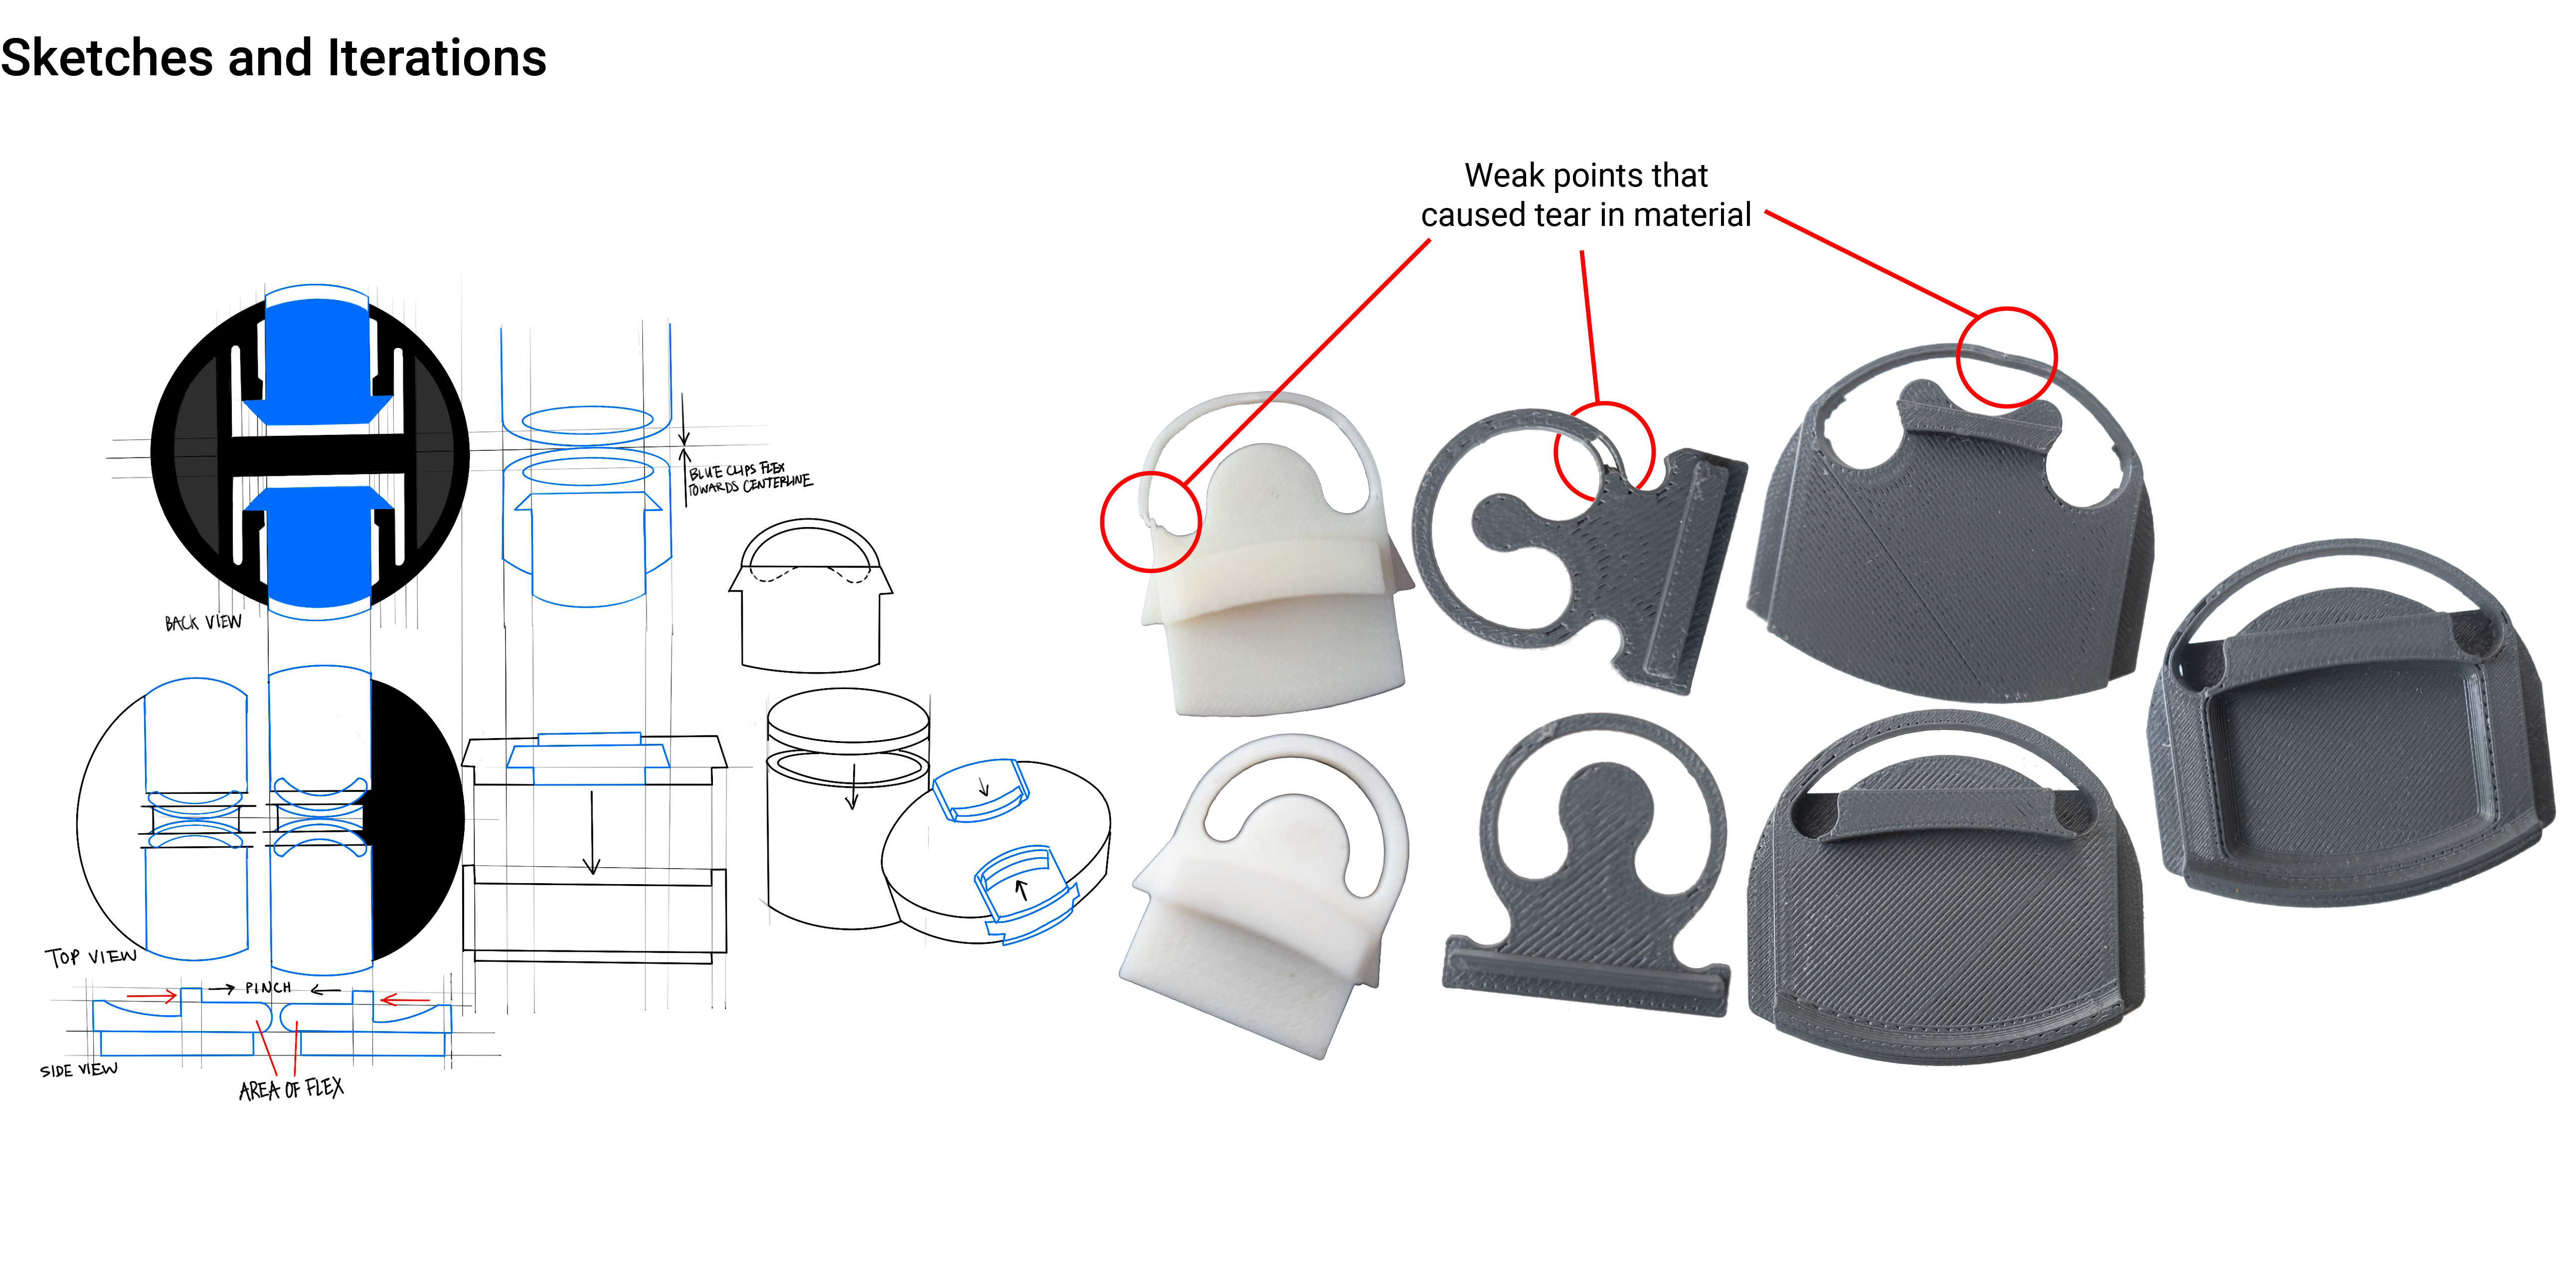 Sketches and Iterations
Weak points that
caused tear in material
BLUE CLIPS FLEX
TOWARDS CENTERLINE
BACK VIEW
TOP VIEW
PINCH
SIDE VIEW
AREA OF FLEX